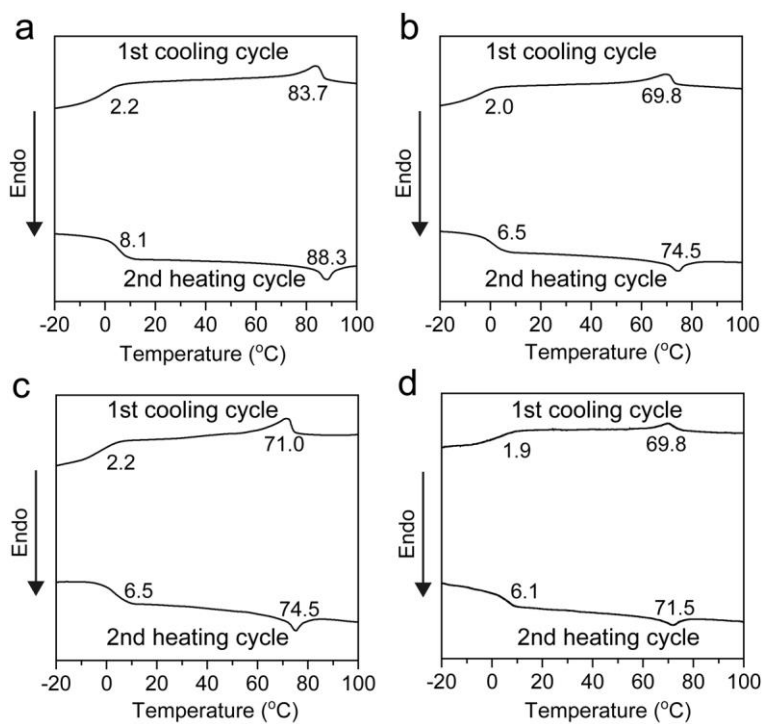 a
1st cooling cycle
2.2
83.7
Endo
8.1
88.3
2nd heating cycle
-20 0 20 40 60 80 100
Temperature (°C)
b
1st cooling cycle
2.0
69.8
Endo
6.5
74.5
2nd heating cycle
-20 0 20 40 60 80 100
Temperature (°C)
c
1st cooling cycle
2.2
71.0
Endo
6.5
74.5
2nd heating cycle
-20 0 20 40 60 80 100
Temperature (°C)
d
1st cooling cycle
1.9
69.8
Endo
6.1
71.5
2nd heating cycle
-20 0 20 40 60 80 100
Temperature (°C)